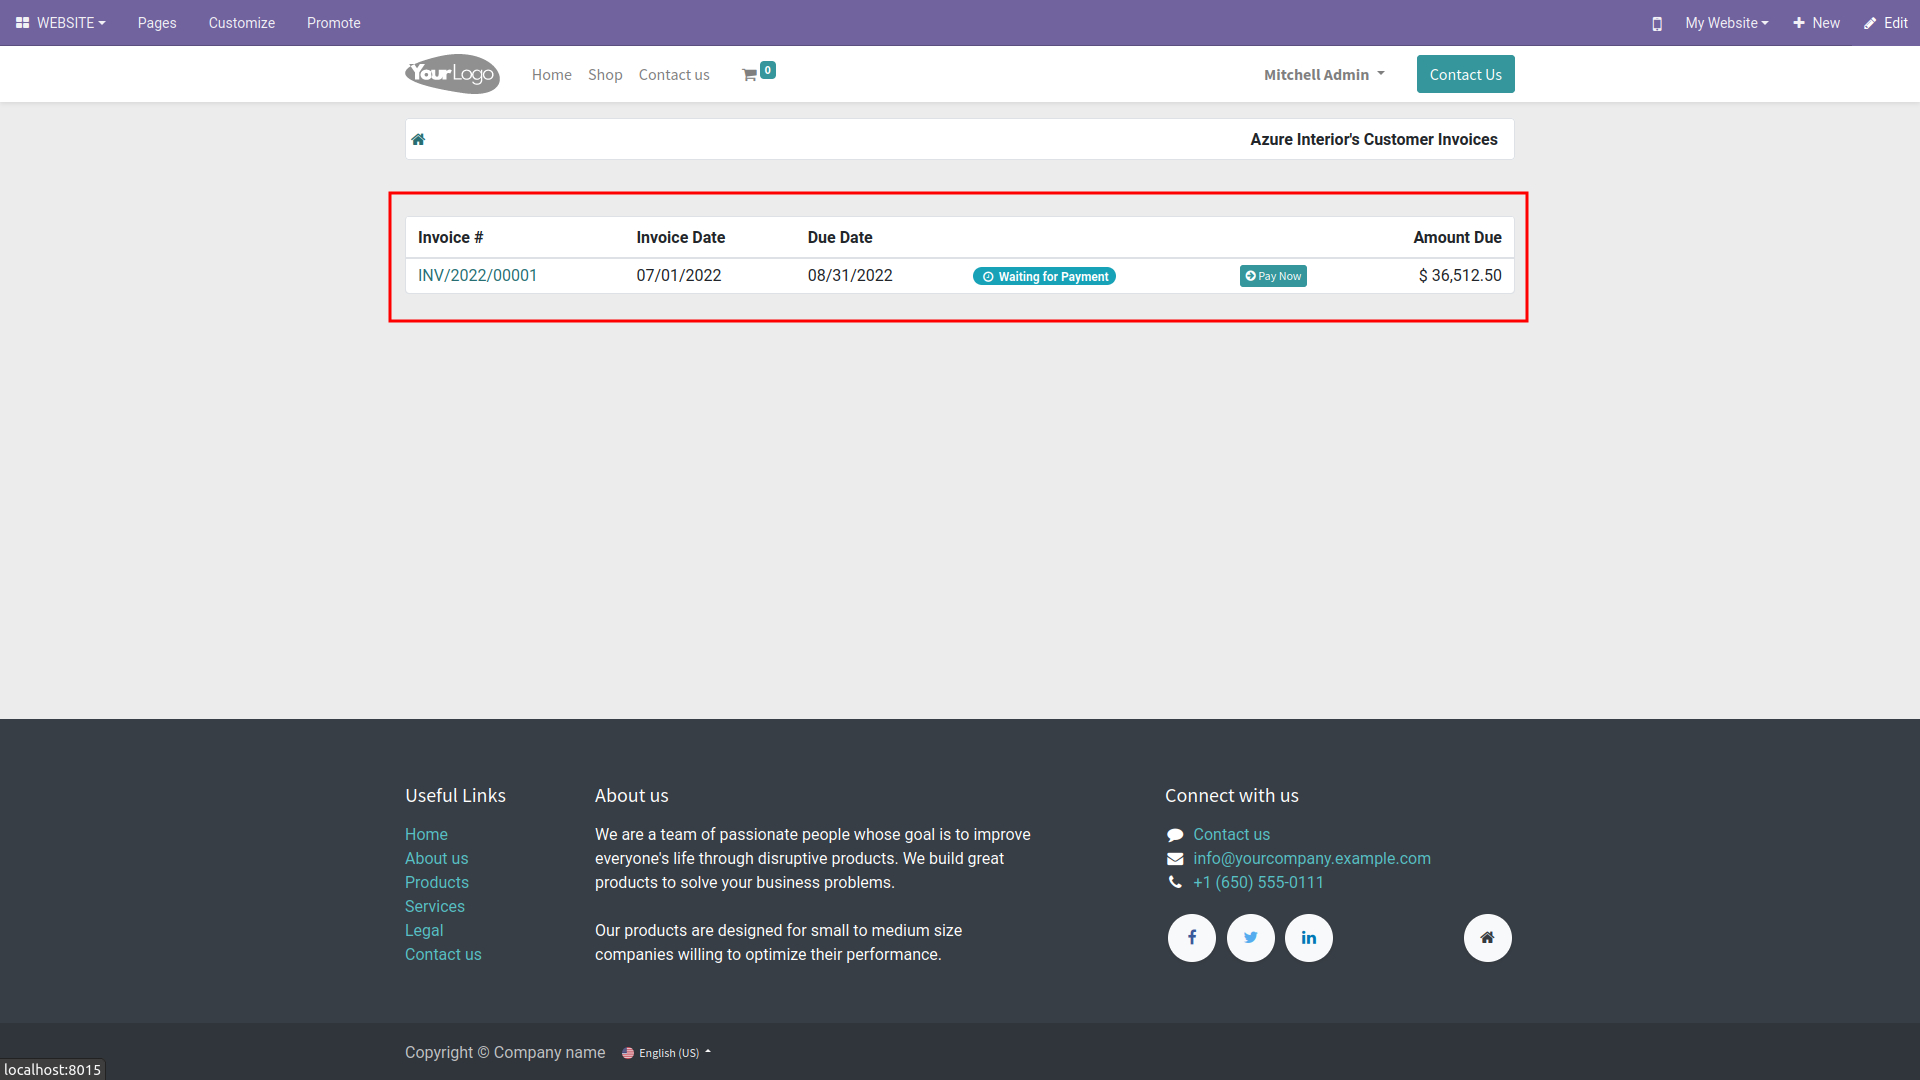 WEBSITE Pages Customize Promote My Website New Edit
YourLogo Home Shop Contact us 0 Mitchell Admin Contact Us
Azure Interior's Customer Invoices
Invoice # Invoice Date Due Date Amount Due
INV/2022/00001 07/01/2022 08/31/2022 Waiting for Payment Pay Now $ 36,512.50
Useful Links
Home
About us
Products
Services
Legal
Contact us
About us
We are a team of passionate people whose goal is to improve
everyone's life through disruptive products. We build great
products to solve your business problems.
Our products are designed for small to medium size
companies willing to optimize their performance.
Connect with us
Contact us
info@yourcompany.example.com
+1 (650) 555-0111
Copyright © Company name English (US)
localhost:8015